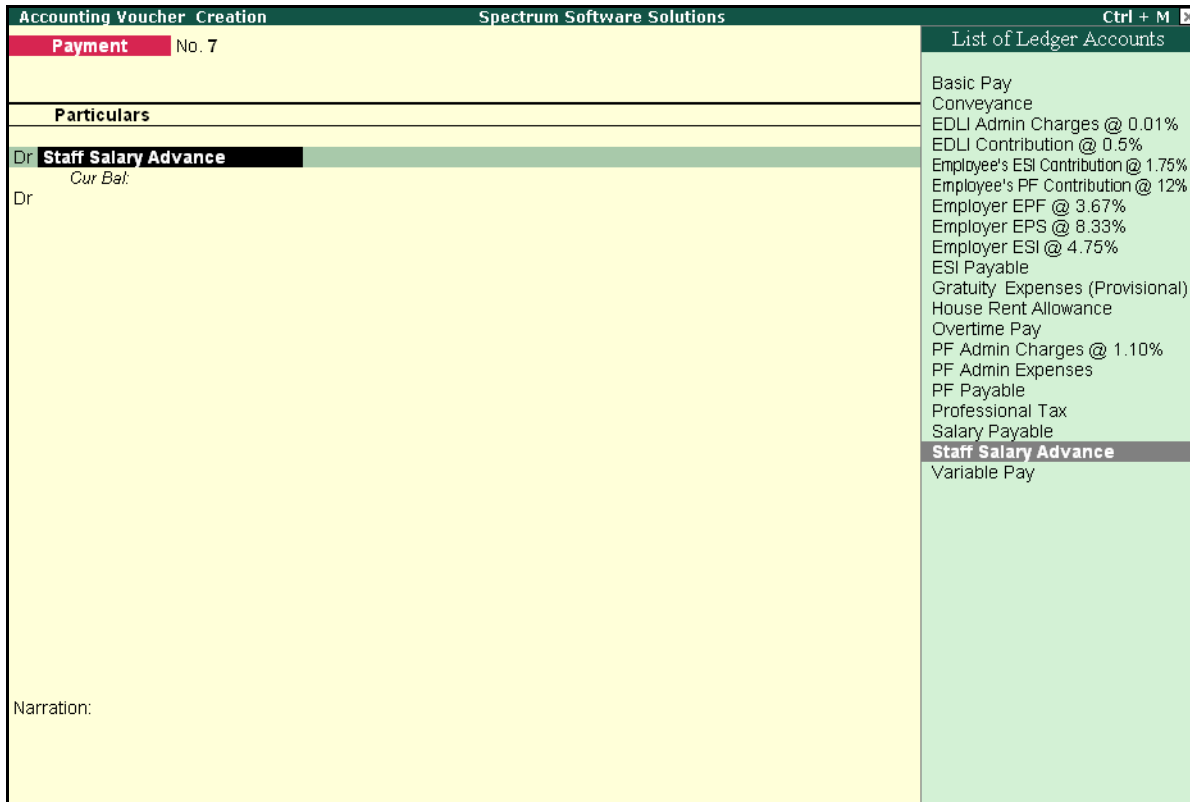 Accounting Voucher Creation Spectrum Software Solutions Ctrl + M
Payment No. 7
List of Ledger Accounts
Particulars
Dr Staff Salary Advance
Cur Bal:
Dr
Narration:
Basic Pay
Conveyance
EDLI Admin Charges @ 0.01%
EDLI Contribution @ 0.5%
Employee's ESI Contribution @ 1.75%
Employee's PF Contribution @ 12%
Employer EPF @ 3.67%
Employer EPS @ 8.33%
Employer ESI @ 4.75%
ESI Payable
Gratuity Expenses (Provisional)
House Rent Allowance
Overtime Pay
PF Admin Charges @ 1.10%
PF Admin Expenses
PF Payable
Professional Tax
Salary Payable
Staff Salary Advance
Variable Pay